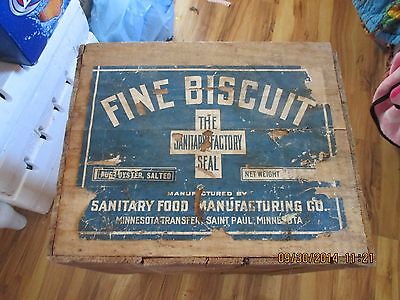 FINE BISCUIT
THE
SANITARY FACTORY
SEAL
OYSTER, SALTED
NET WEIGHT
MANUFACTURED BY
SANITARY FOOD MANUFACTURING CO.
MINNESOTA TRANSFER, SAINT PAUL, MINNESOTA
09/30/2014 11:21